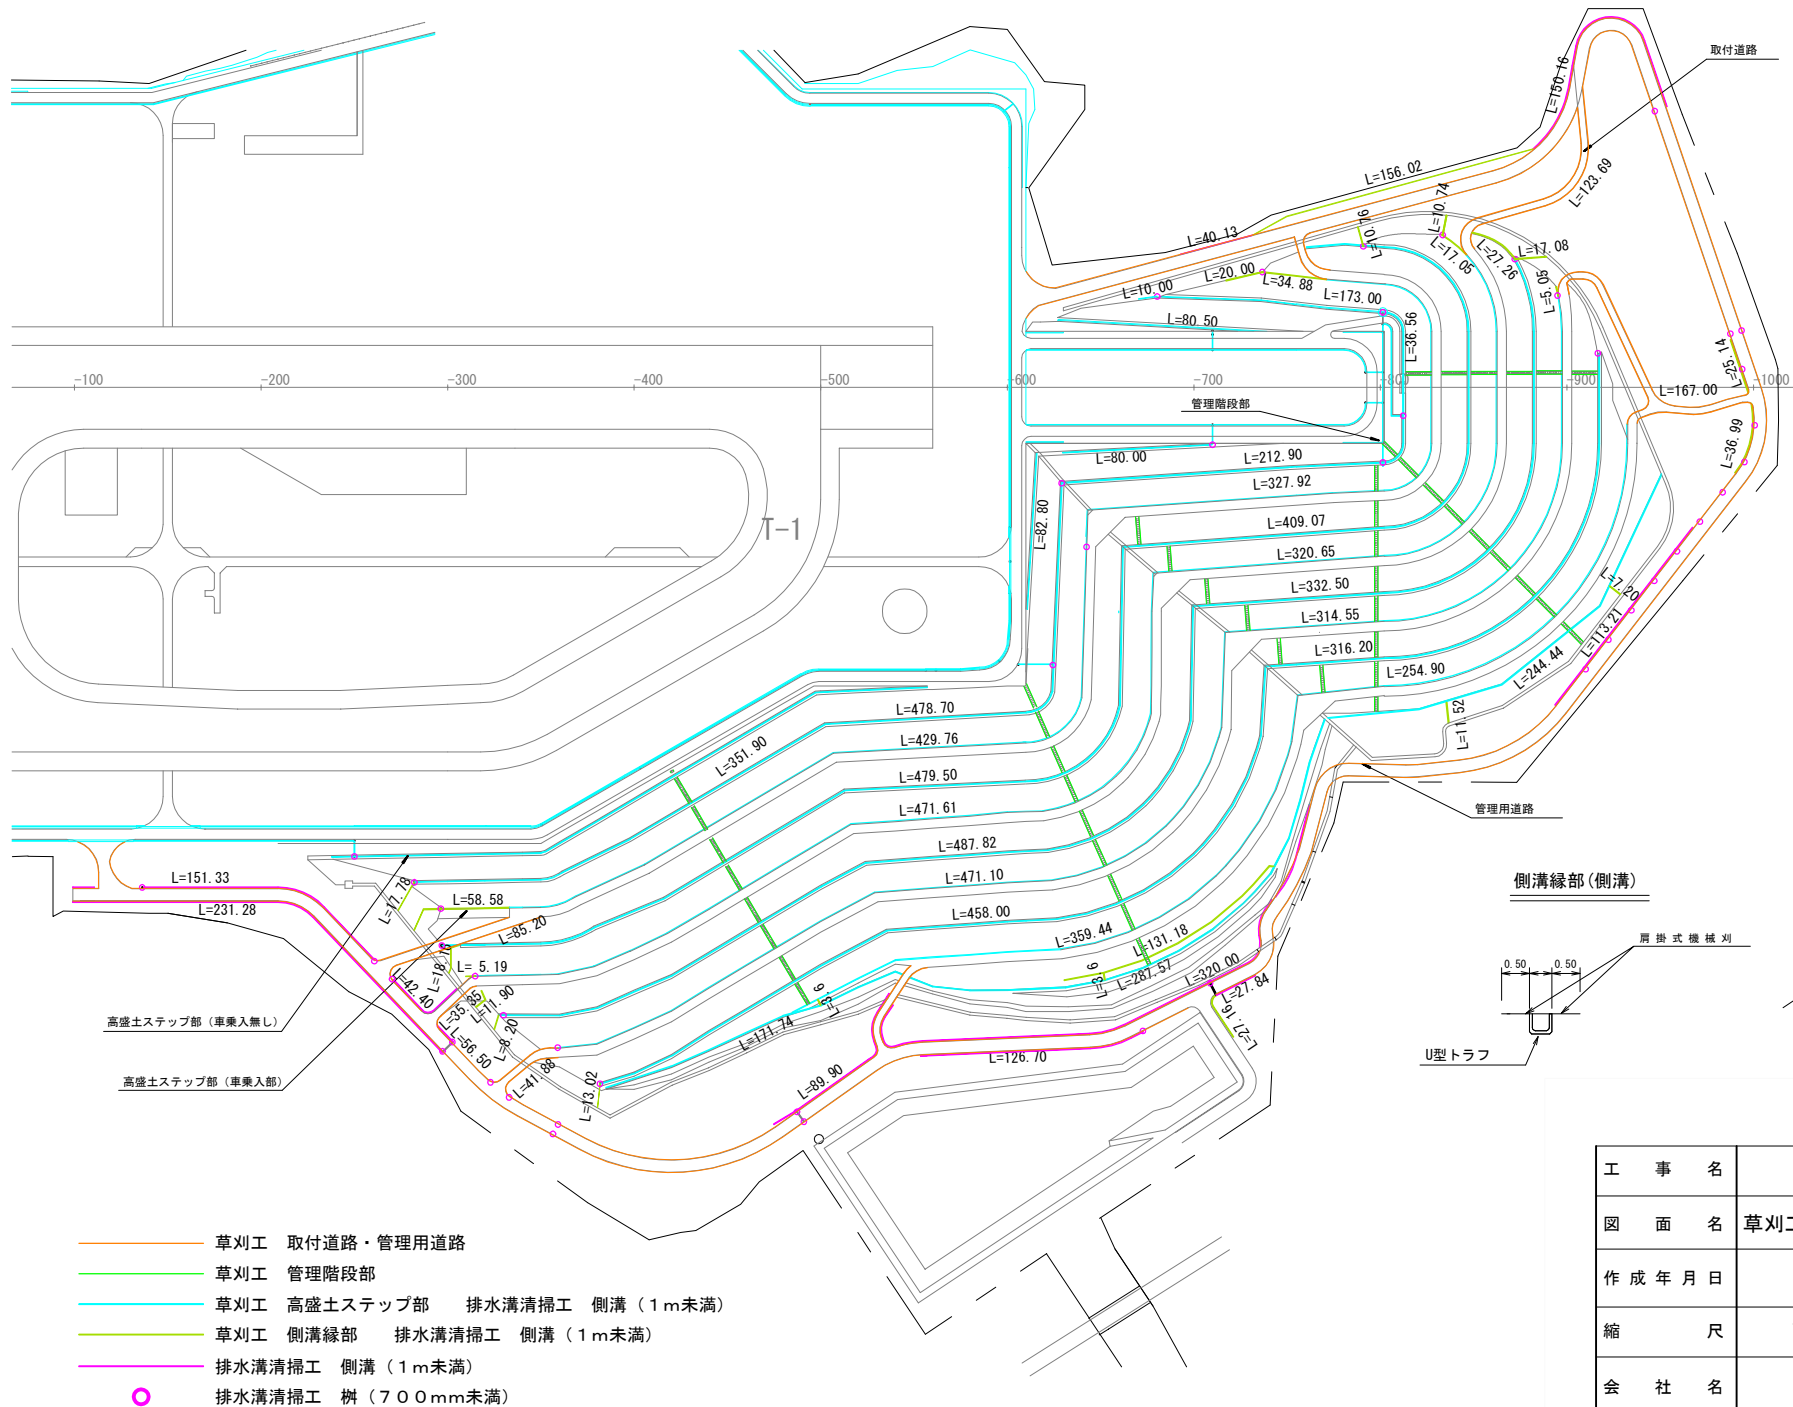 取付道路
L=150.16
L=156.02
L=123.69
L=40.13
L=10.76
L=10.74
L=17.05
L=27.26
L=17.08
L=5.05
L=20.00
L=34.88
L=10.00
L=173.00
L=80.50
L=36.56
L=25.14
-100
-200
-300
-400
-500
-600
-700
-800
-900
-1000
L=167.00
管理階段部
L=36.99
L=80.00
L=212.90
L=327.92
L=82.80
T-1
L=409.07
L=320.65
L=332.50
L=314.55
L=316.20
L=254.90
L=7.20
L=113.21
L=244.44
L=11.52
L=478.70
L=351.90
L=429.76
L=479.50
L=471.61
L=487.82
L=471.10
L=458.00
L=359.44
L=131.18
L=287.57
L=3.6
L=320.00
L=27.84
L=27.16
管理用道路
L=151.33
L=231.28
L=17.78
L=58.58
L=85.20
L= 5.19
L=42.40
L=35.35
L=56.50
L=8.20
L=41.88
L=13.02
L=171.74
L=3.6
L=89.90
L=126.70
高盛土ステップ部（車乗入無し）
高盛土ステップ部（車乗入部）
側溝縁部(側溝)
肩掛式機械刈
0.50
0.50
U型トラフ
草刈工　取付道路・管理用道路
草刈工　管理階段部
草刈工　高盛土ステップ部　　排水溝清掃工　側溝（１ｍ未満）
草刈工　側溝縁部　　排水溝清掃工　側溝（１ｍ未満）
排水溝清掃工　側溝（１ｍ未満）
排水溝清掃工　桝（７００mm未満）
工事名
図面名 草刈工
作成年月日
縮尺
会社名